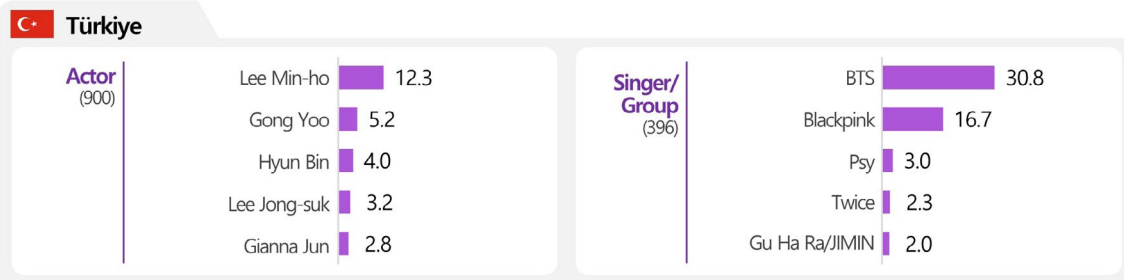 Türkiye
Actor
(900)
Lee Min-ho 12.3
Gong Yoo 5.2
Hyun Bin 4.0
Lee Jong-suk 3.2
Gianna Jun 2.8
Singer/
Group
(396)
BTS 30.8
Blackpink 16.7
Psy 3.0
Twice 2.3
Gu Ha Ra/JIMIN 2.0